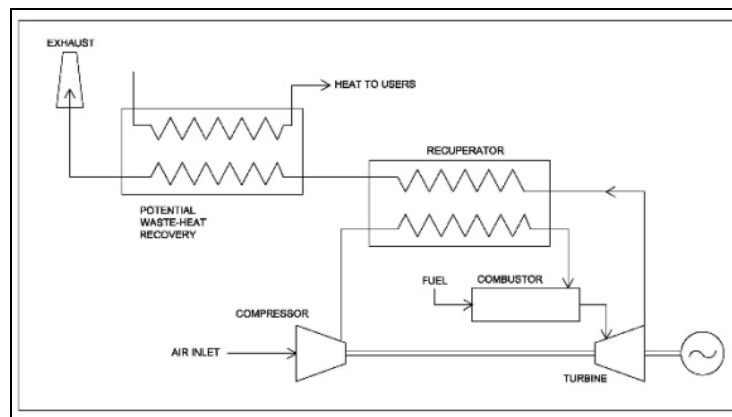 EXHAUST
HEAT TO USERS
RECUPERATOR
POTENTIAL
WASTE-HEAT
RECOVERY
FUEL
COMBUSTOR
COMPRESSOR
AIR INLET
TURBINE